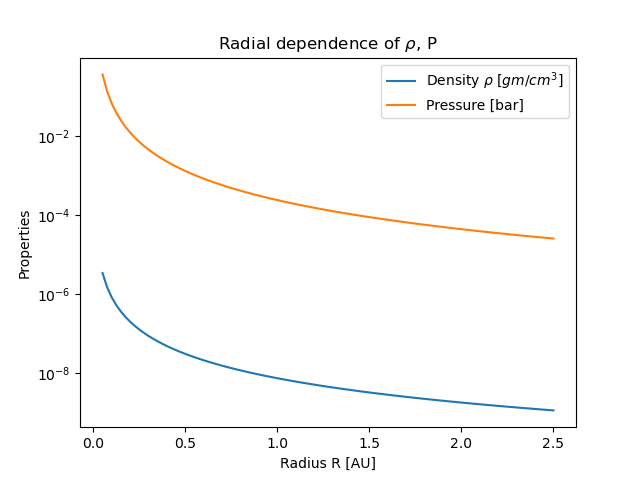 Radial dependence of ρ, P
Density ρ [gm/cm³]
Pressure [bar]
10⁻²
10⁻⁴
10⁻⁶
10⁻⁸
Properties
0.0 0.5 1.0 1.5 2.0 2.5
Radius R [AU]